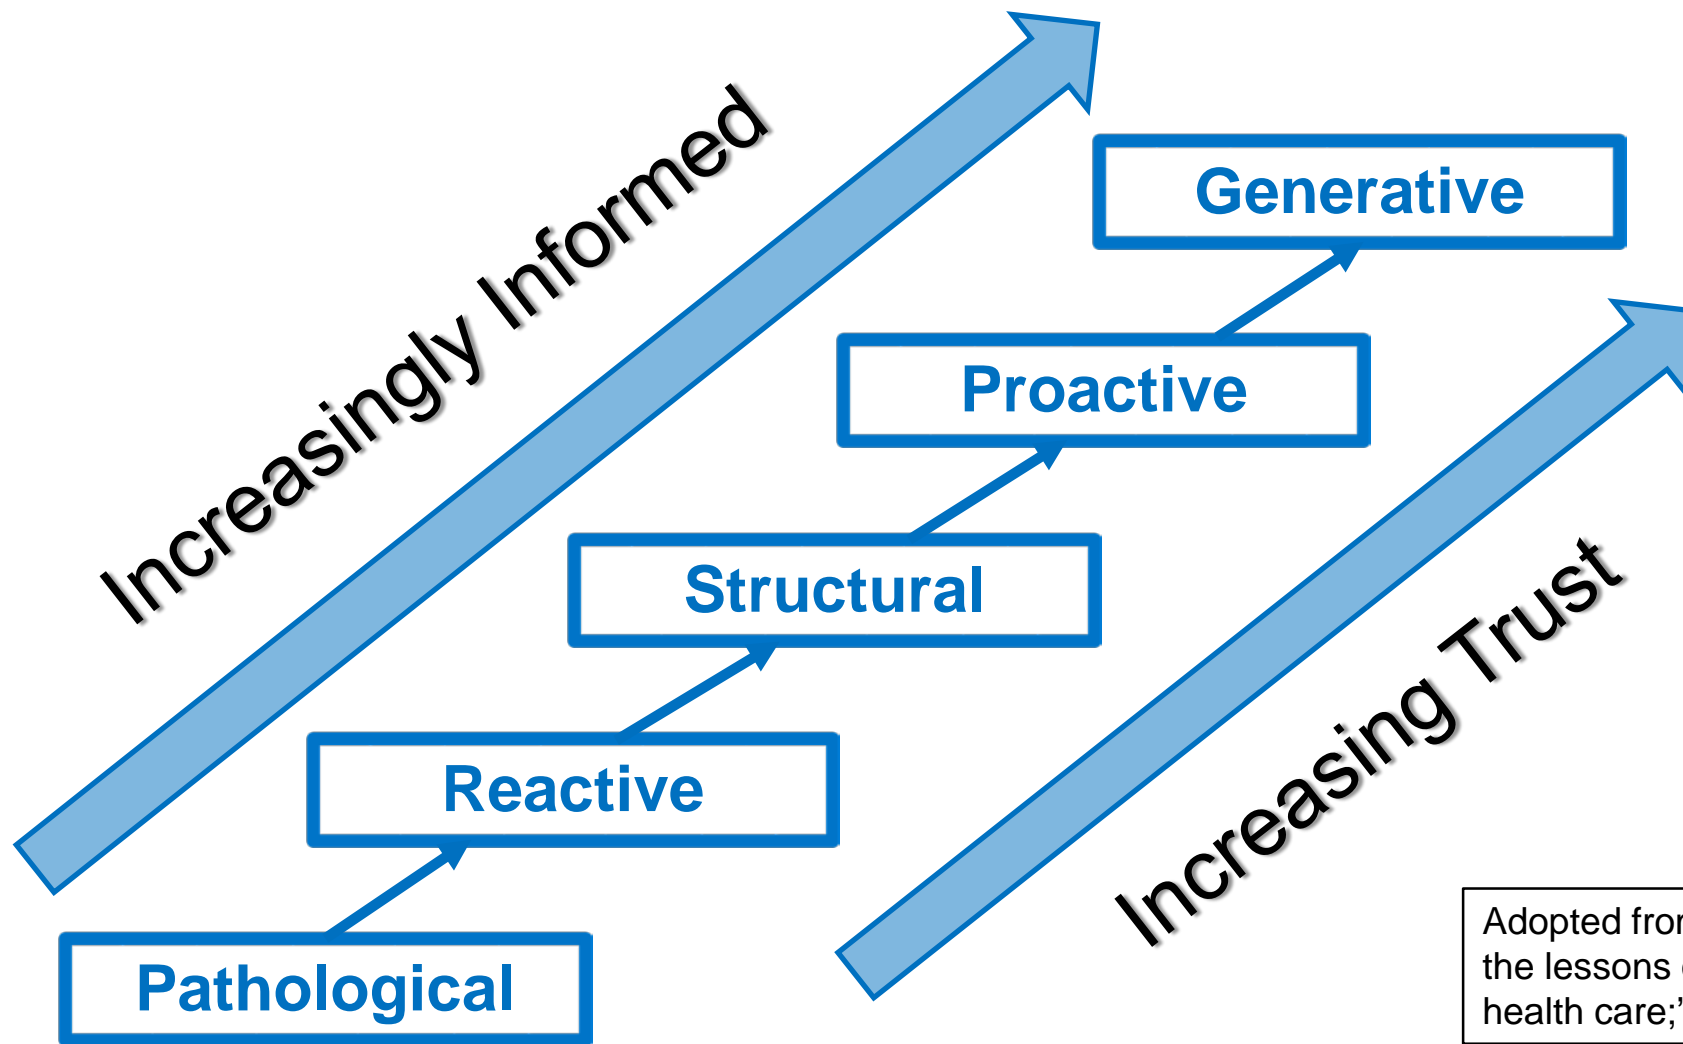 Increasingly Informed
Generative
Proactive
Structural
Reactive
Pathological
Increasing Trust
Adopted
the lessons
health care;